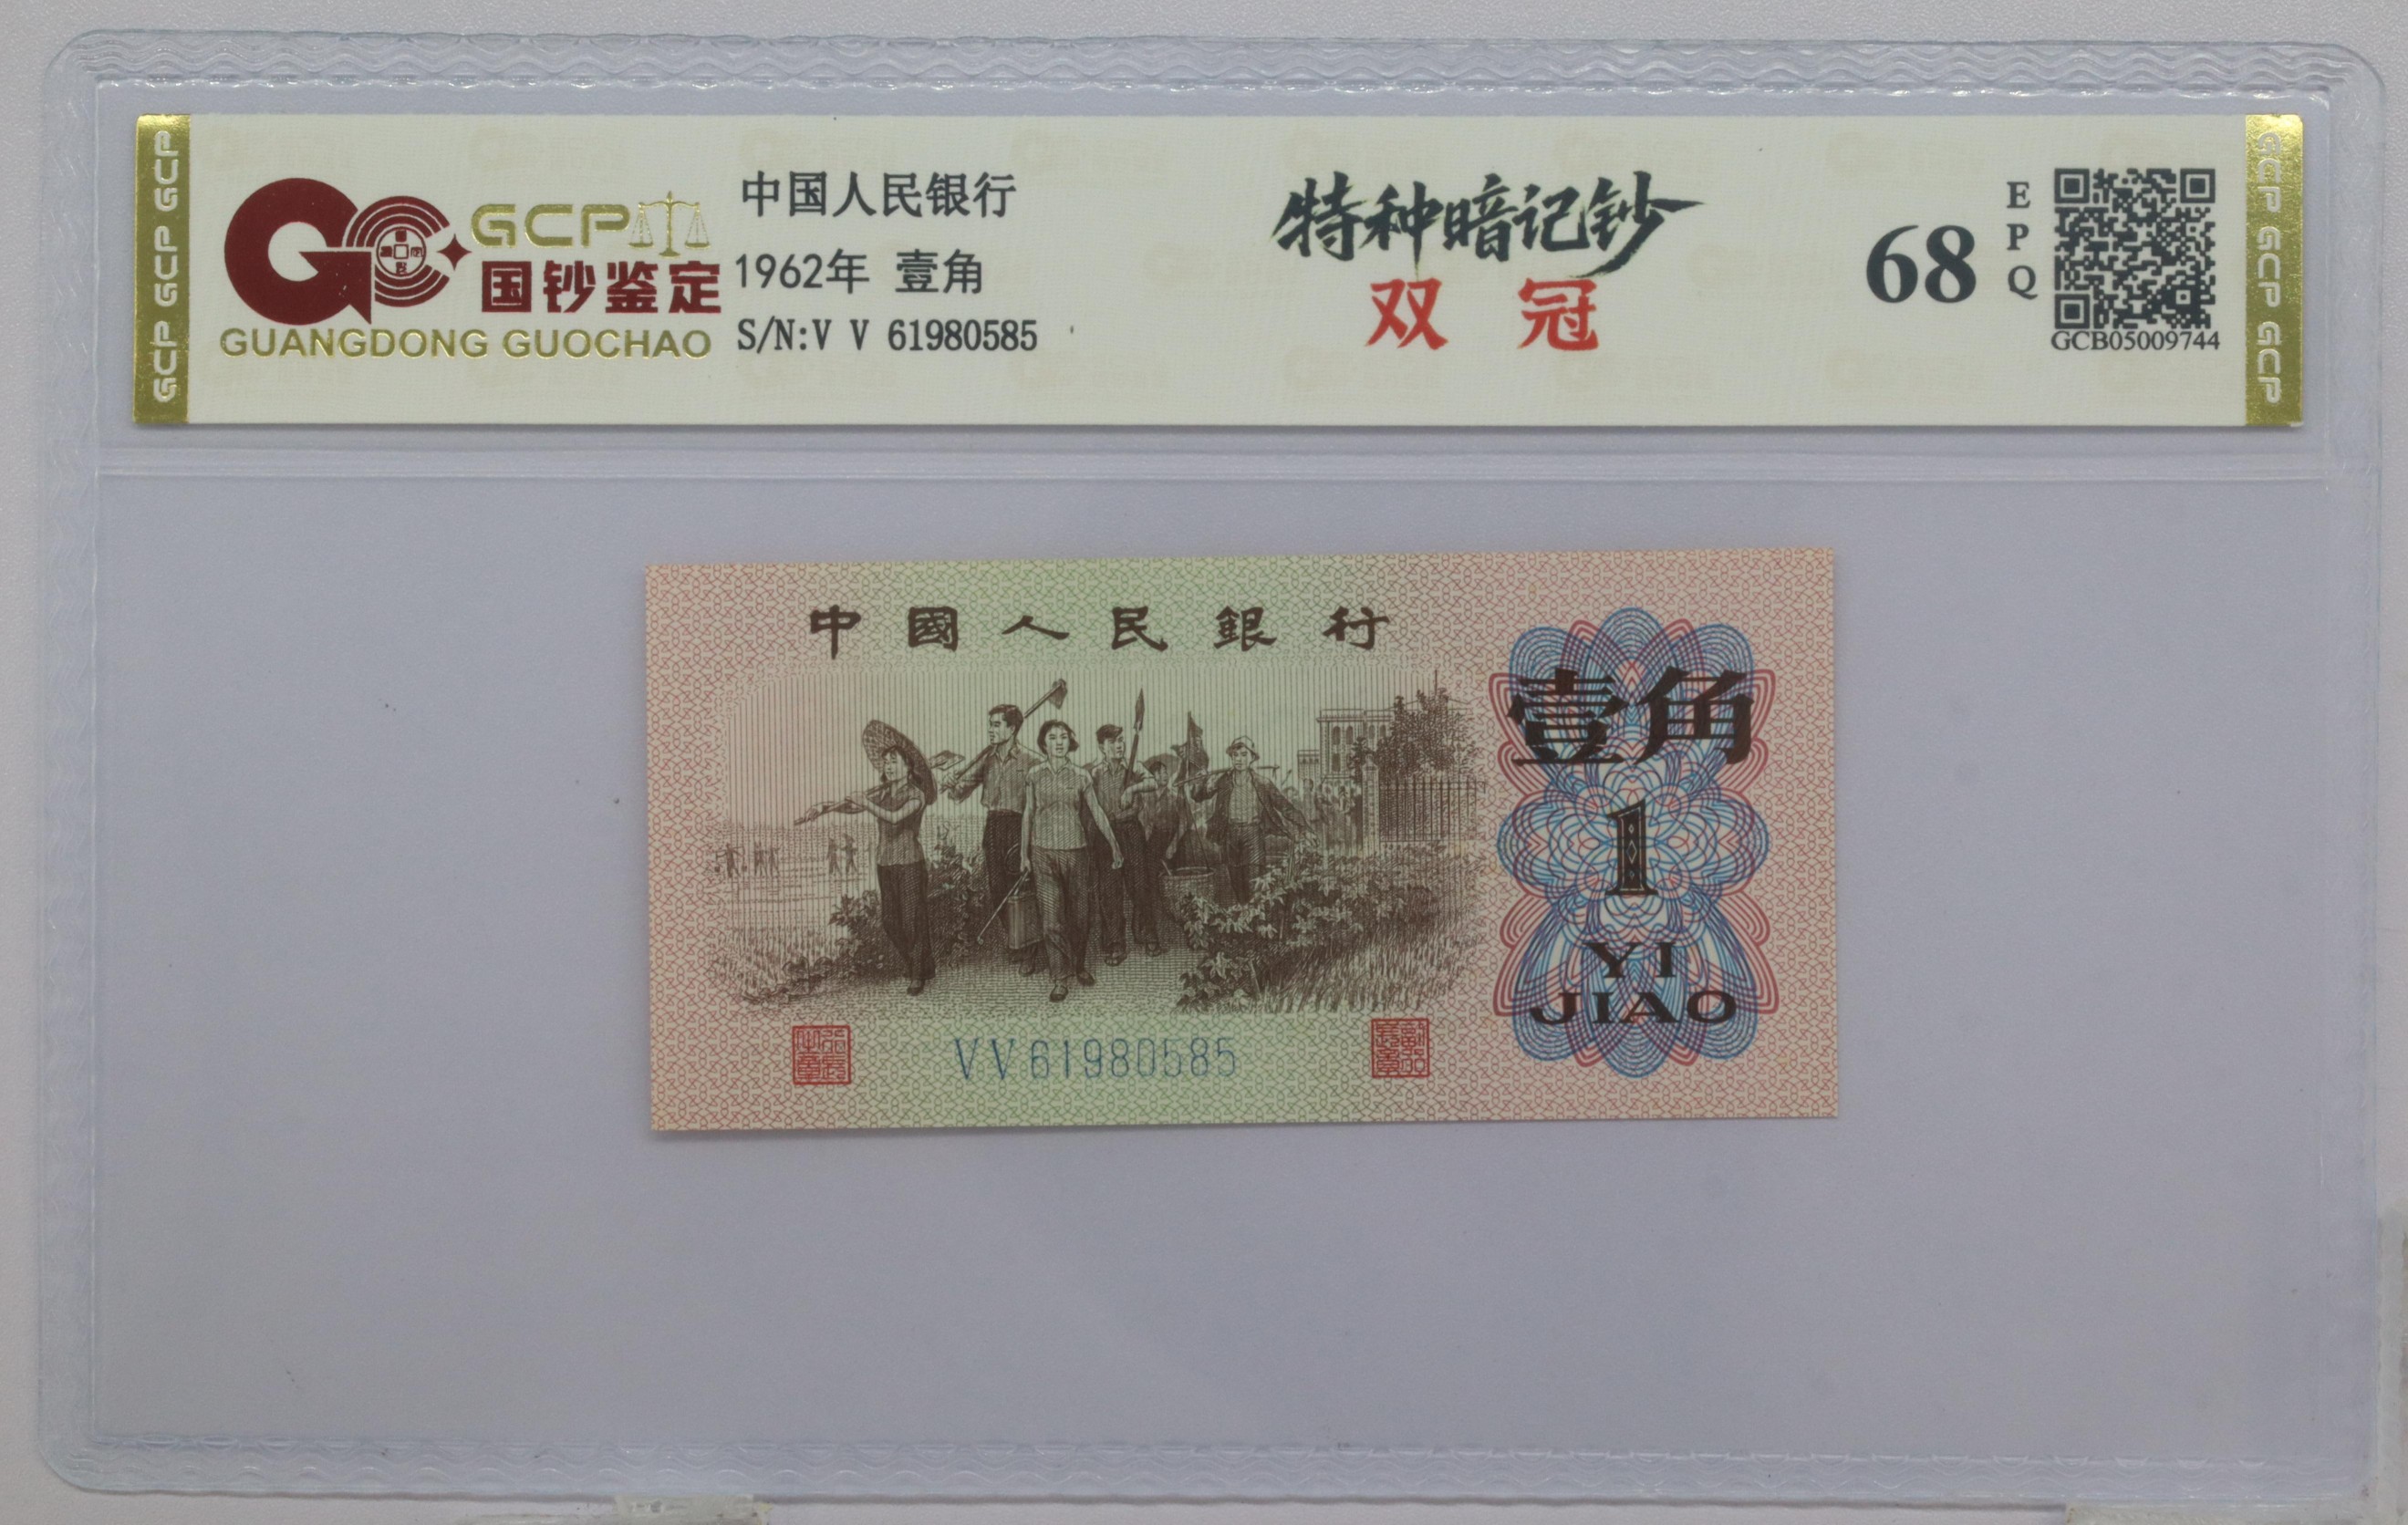 GCP GCP GCP
GCP
国钞鉴定
GUANGDONG GUOCHAO
中国人民银行
1962年 壹角
S/N:V V 61980585
特种暗记钞
双 冠
68
EPQ
GCB05009744
GCP GCP GCP
中國人民銀行
壹角
1
YI
JIAO
VV61980585